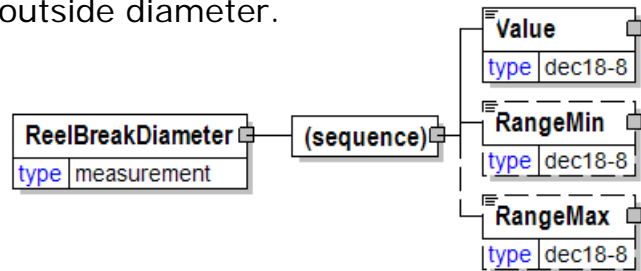 outside diameter.
Value
type dec18-8
ReelBreakDiameter
type measurement
(sequence)
RangeMin
type dec18-8
RangeMax
type dec18-8